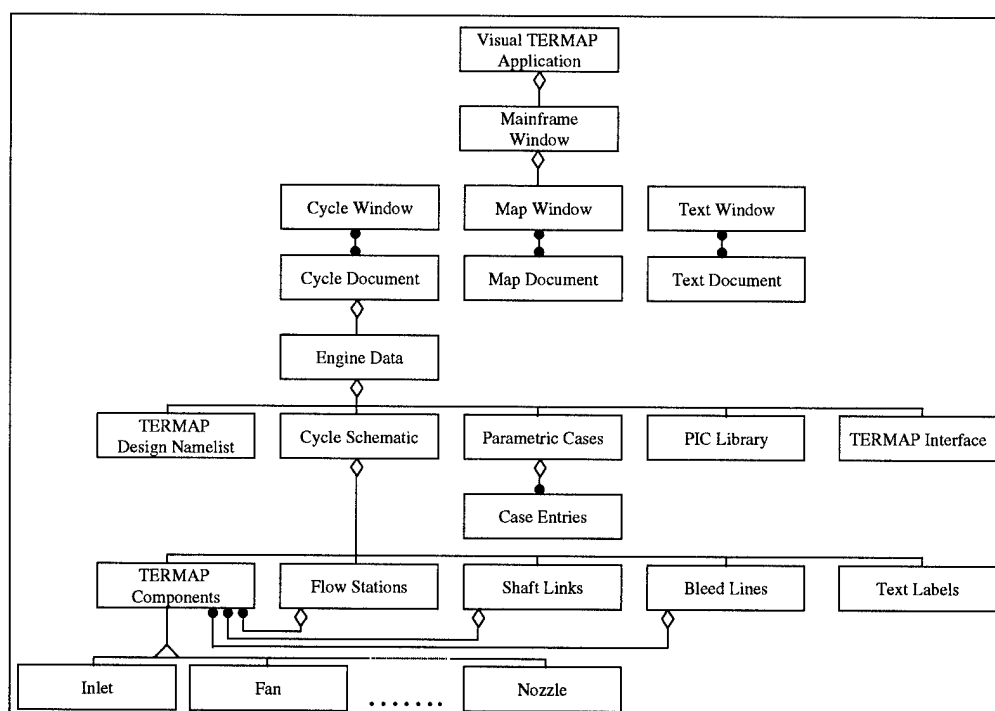 Visual TERMAP
Application
Mainframe
Window
Cycle Window
Map Window
Text Window
Cycle Document
Map Document
Text Document
Engine Data
TERMAP
Design Namelist
Cycle Schematic
Parametric Cases
PIC Library
TERMAP Interface
Case Entries
TERMAP
Components
Flow Stations
Shaft Links
Bleed Lines
Text Labels
Inlet
Fan
.......
Nozzle